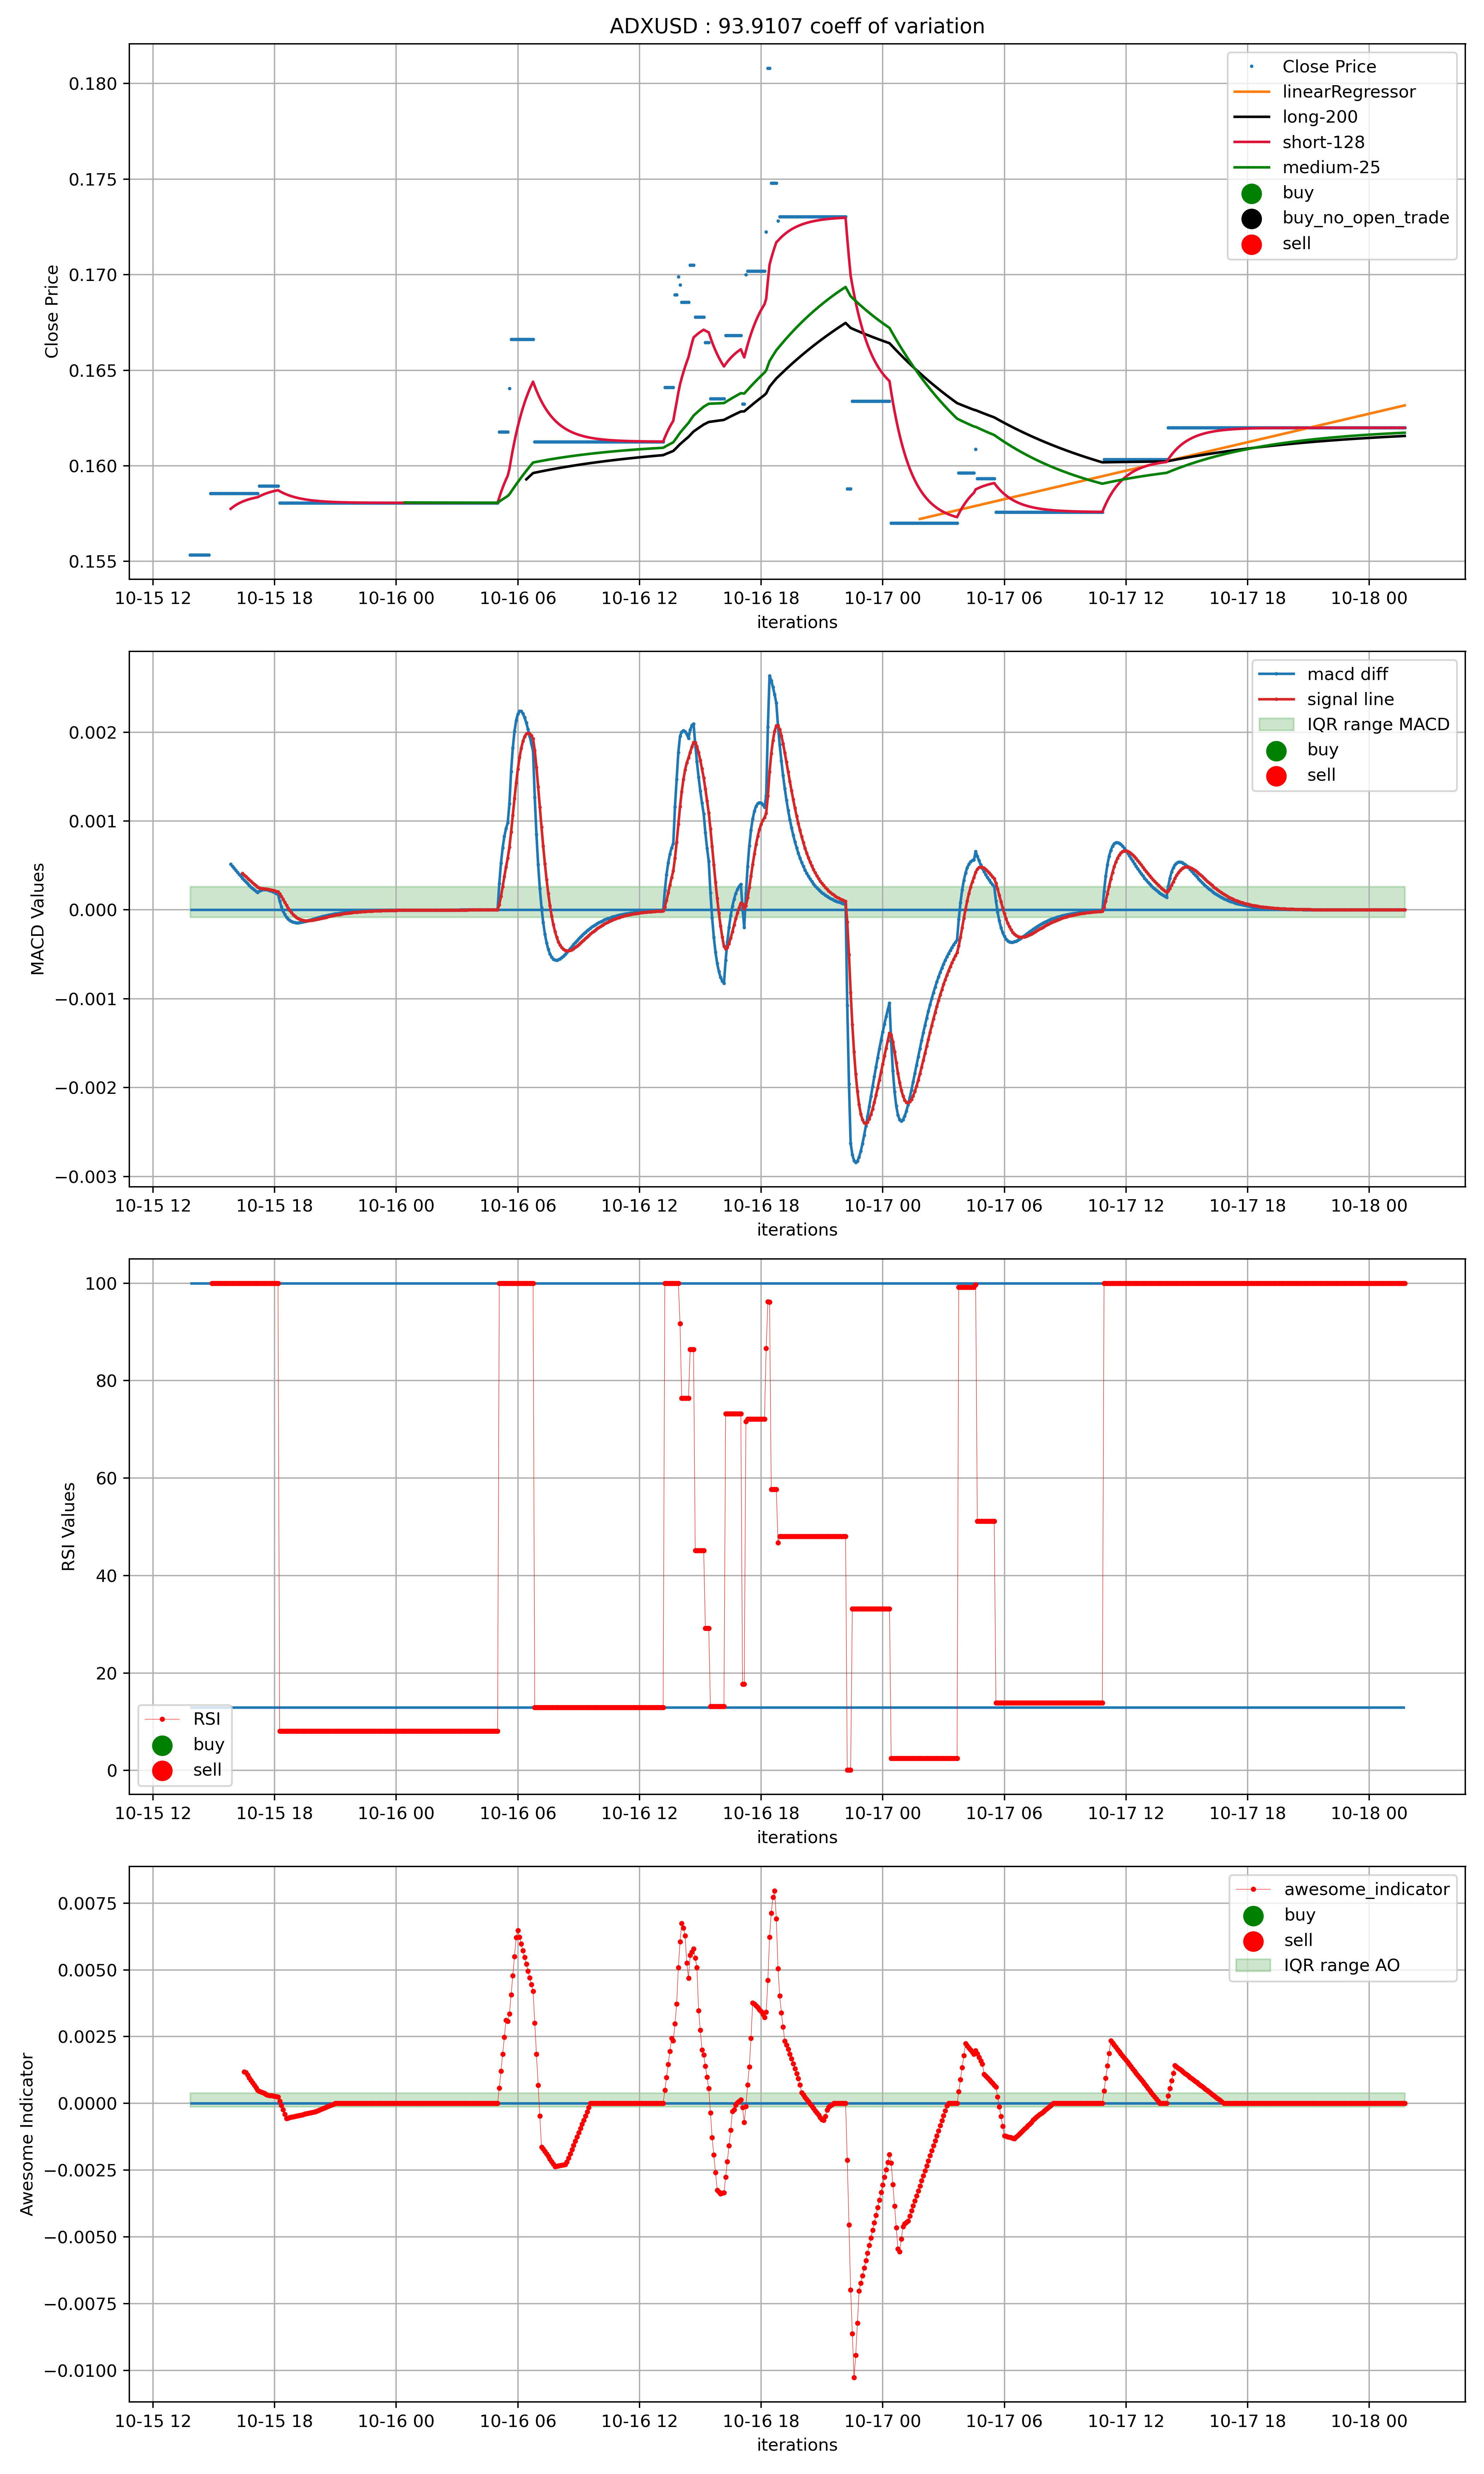 ADXUSD : 93.9107 coeff of variation
Close Price
0.180
0.175
0.170
0.165
0.160
0.155
Close Price
linearRegressor
long-200
short-128
medium-25
buy
buy_no_open_trade
sell
10-15 12 10-15 18 10-16 00 10-16 06 10-16 12 10-16 18 10-17 00 10-17 06 10-17 12 10-17 18 10-18 00
iterations
MACD Values
0.002
0.001
0.000
−0.001
−0.002
−0.003
macd diff
signal line
IQR range MACD
buy
sell
10-15 12 10-15 18 10-16 00 10-16 06 10-16 12 10-16 18 10-17 00 10-17 06 10-17 12 10-17 18 10-18 00
iterations
RSI Values
100
80
60
40
20
0
RSI
buy
sell
10-15 12 10-15 18 10-16 00 10-16 06 10-16 12 10-16 18 10-17 00 10-17 06 10-17 12 10-17 18 10-18 00
iterations
Awesome Indicator
0.0075
0.0050
0.0025
0.0000
−0.0025
−0.0050
−0.0075
−0.0100
awesome_indicator
buy
sell
IQR range AO
10-15 12 10-15 18 10-16 00 10-16 06 10-16 12 10-16 18 10-17 00 10-17 06 10-17 12 10-17 18 10-18 00
iterations